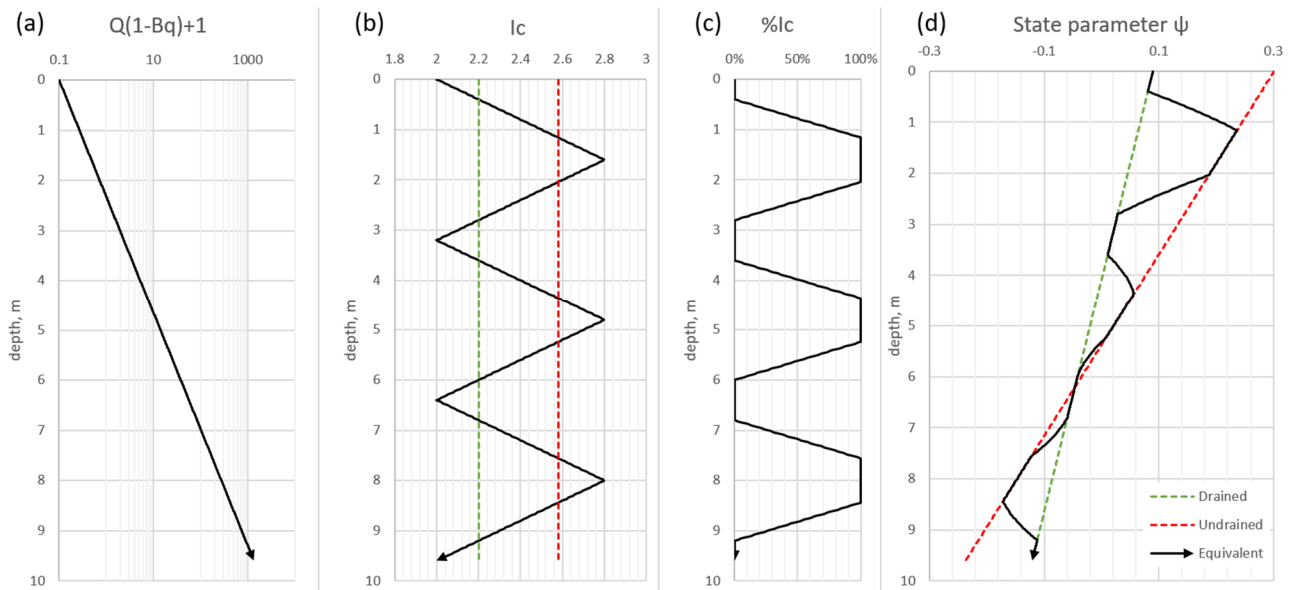 (a) Q(1-Bq)+1
0.1 10 1000
0
1
2
3
4
5
6
7
8
9
10
depth, m
(b) Ic
1.8 2 2.2 2.4 2.6 2.8 3
0
1
2
3
4
5
6
7
8
9
10
depth, m
(c) %Ic
0% 50% 100%
0
1
2
3
4
5
6
7
8
9
10
depth, m
(d) State parameter ψ
-0.3 -0.1 0.1 0.3
0
1
2
3
4
5
6
7
8
9
10
depth, m
Drained
Undrained
Equivalent